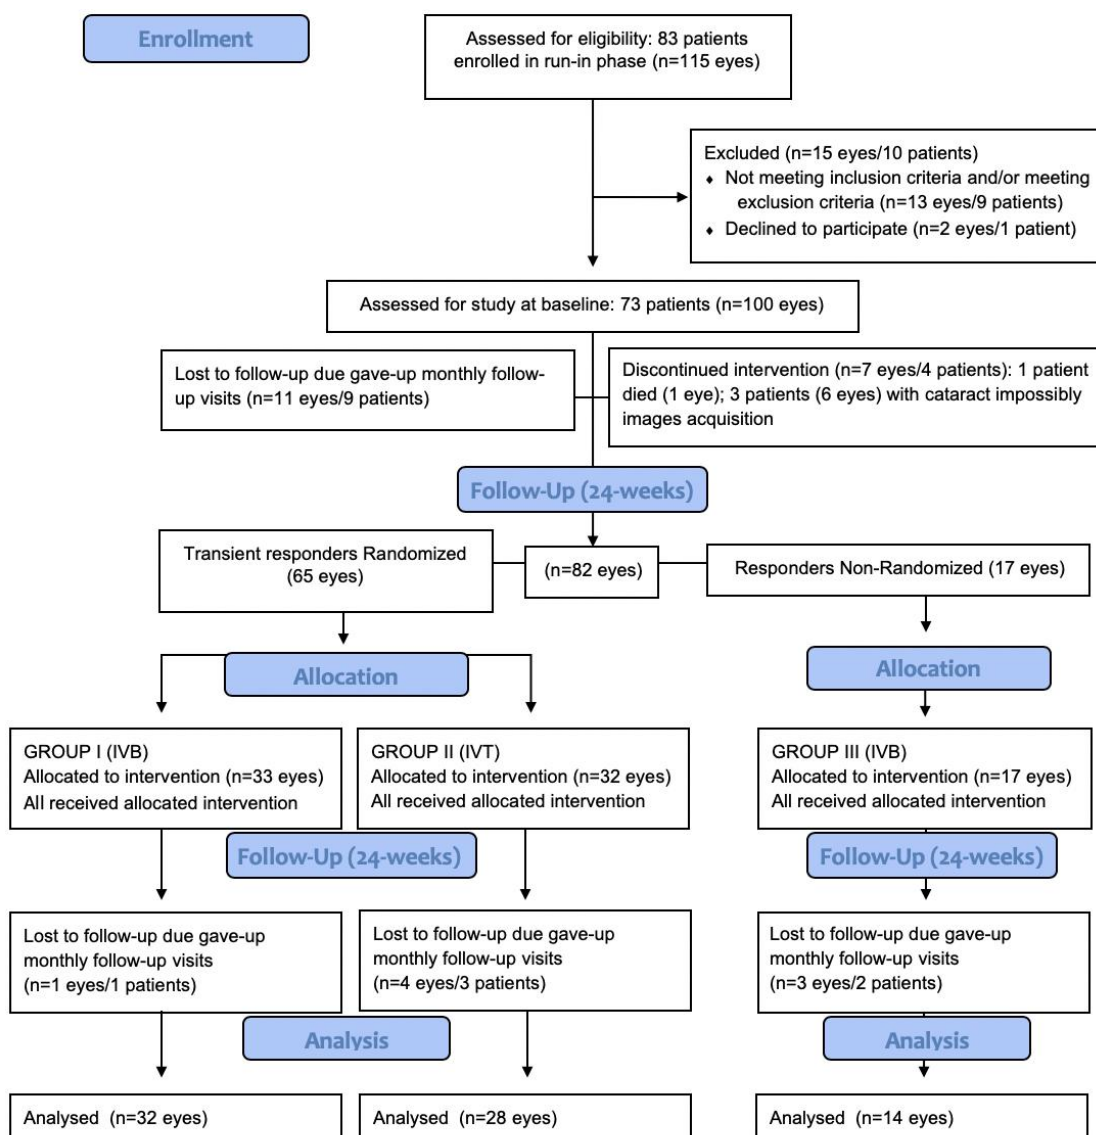 Enrollment
Assessed for eligibility: 83 patients
enrolled in run-in phase (n=115 eyes)
Excluded (n=15 eyes/10 patients)
♦ Not meeting inclusion criteria and/or meeting
exclusion criteria (n=13 eyes/9 patients)
♦ Declined to participate (n=2 eyes/1 patient)
Assessed for study at baseline: 73 patients (n=100 eyes)
Lost to follow-up due gave-up monthly follow-
up visits (n=11 eyes/9 patients)
Discontinued intervention (n=7 eyes/4 patients): 1 patient
died (1 eye); 3 patients (6 eyes) with cataract impossibly
images acquisition
Follow-Up (24-weeks)
Transient responders Randomized
(65 eyes)
(n=82 eyes)
Responders Non-Randomized (17 eyes)
Allocation
Allocation
GROUP I (IVB)
Allocated to intervention (n=33 eyes)
All received allocated intervention
GROUP II (IVT)
Allocated to intervention (n=32 eyes)
All received allocated intervention
GROUP III (IVB)
Allocated to intervention (n=17 eyes)
All received allocated intervention
Follow-Up (24-weeks)
Follow-Up (24-weeks)
Lost to follow-up due gave-up
monthly follow-up visits
(n=1 eyes/1 patients)
Lost to follow-up due gave-up
monthly follow-up visits
(n=4 eyes/3 patients)
Lost to follow-up due gave-up
monthly follow-up visits
(n=3 eyes/2 patients)
Analysis
Analysis
Analysed (n=32 eyes)
Analysed (n=28 eyes)
Analysed (n=14 eyes)